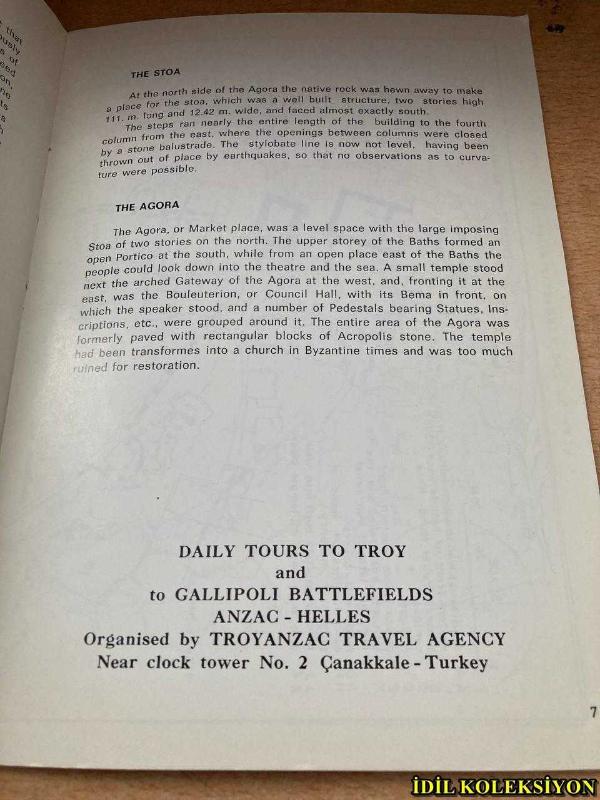 THE STOA
At the north side of the Agora the native rock was hewn away to make
a place for the stoa, which was a well built structure, two stories high
111. m. long and 12.42 m. wide, and faced almost exactly south.
The steps ran nearly the entire length of the building to the fourth
column from the east, where the openings between columns were closed
by a stone balustrade. The stylobate line is now not level, having been
thrown out of place by earthquakes, so that no observations as to curva-
ture were possible.
THE AGORA
The Agora, or Market place, was a level space with the large imposing
Stoa of two stories on the north. The upper storey of the Baths formed an
open Portico at the south, while from an open place east of the Baths the
people could look down into the theatre and the sea. A small temple stood
next the arched Gateway of the Agora at the west, and, fronting it at the
east, was the Bouleuterion, or Council Hall, with its Bema in front, on
which the speaker stood, and a number of Pedestals bearing Statues, Ins-
criptions, etc., were grouped around it. The entire area of the Agora was
formerly paved with rectangular blocks of Acropolis stone. The temple
had been transformes into a church in Byzantine times and was too much
ruined for restoration.
DAILY TOURS TO TROY
and
to GALLIPOLI BATTLEFIELDS
ANZAC - HELLES
Organised by TROYANZAC TRAVEL AGENCY
Near clock tower No. 2 Çanakkale - Turkey
7
İDİL KOLEKSİYON